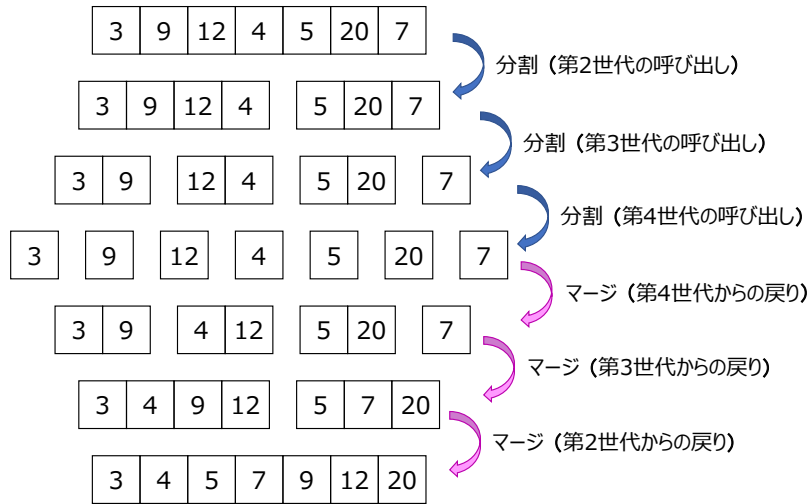 3 9 12 4 5 20 7
分割 (第2世代の呼び出し)
3 9 12 4 5 20 7
分割 (第3世代の呼び出し)
3 9 12 4 5 20 7
分割 (第4世代の呼び出し)
3 9 12 4 5 20 7
マージ (第4世代からの戻り)
3 9 4 12 5 20 7
マージ (第3世代からの戻り)
3 4 9 12 5 7 20
マージ (第2世代からの戻り)
3 4 5 7 9 12 20